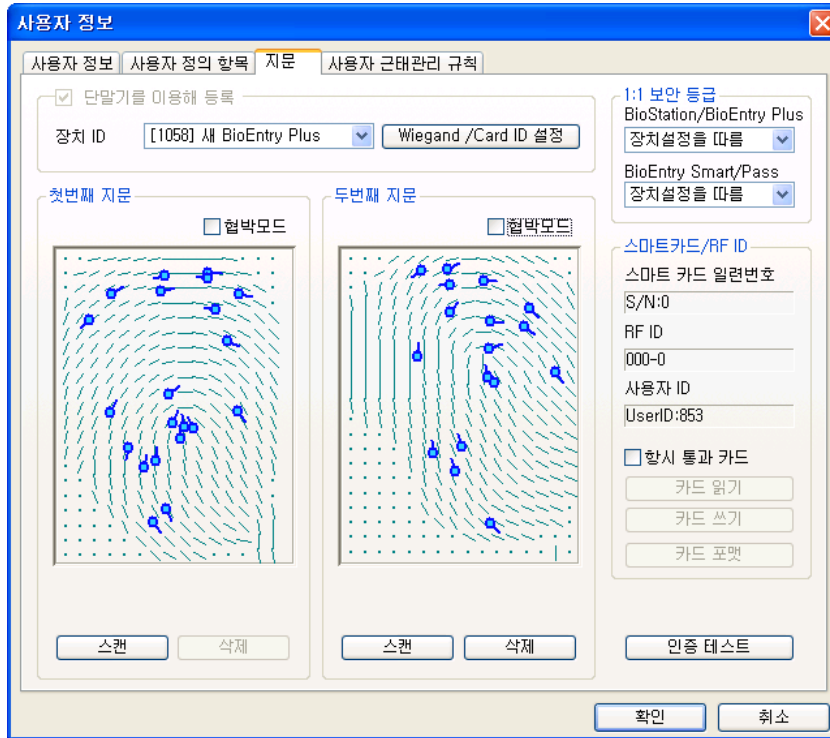 사용자 정보
사용자 정보 사용자 정의 항목 지문 사용자 근태관리 규칙
단말기를 이용해 등록
장치 ID [1058] 새 BioEntry Plus Wiegand /Card ID 설정
첫번째 지문
협박모드
스캔 삭제
두번째 지문
협박모드
스캔 삭제
1:1 보안 등급
BioStation/BioEntry Plus
장치설정을 따름
BioEntry Smart/Pass
장치설정을 따름
스마트카드/RF ID
스마트 카드 일련번호
S/N:0
RF ID
000-0
사용자 ID
UserID:853
항시 통과 카드
카드 읽기
카드 쓰기
카드 포맷
인증 테스트
확인 취소